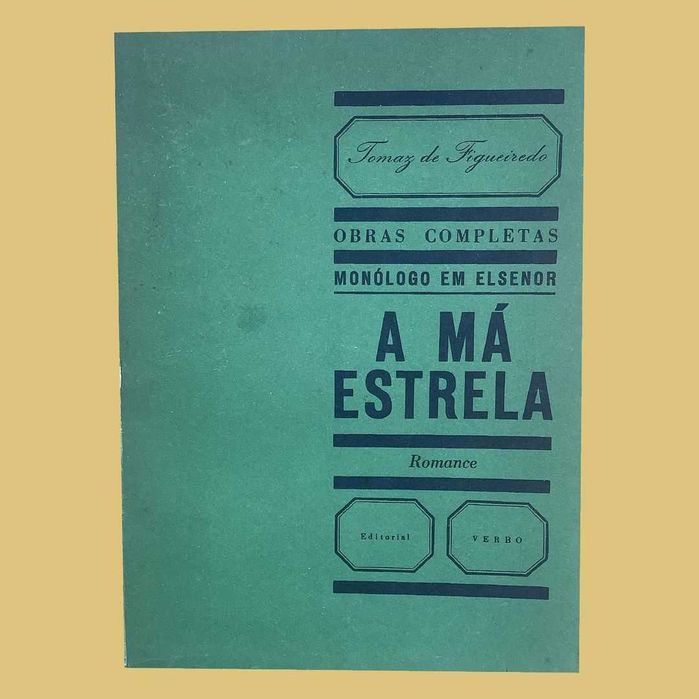 Tomaz de Figueiredo
OBRAS COMPLETAS
MONÓLOGO EM ELSENOR
A MÁ
ESTRELA
Romance
Editorial
VERBO